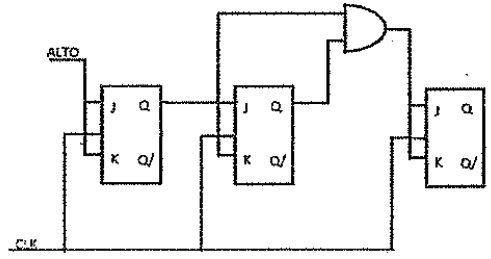 ALTO
J Q J Q J Q
K Q/ K Q/ K Q/
CLK